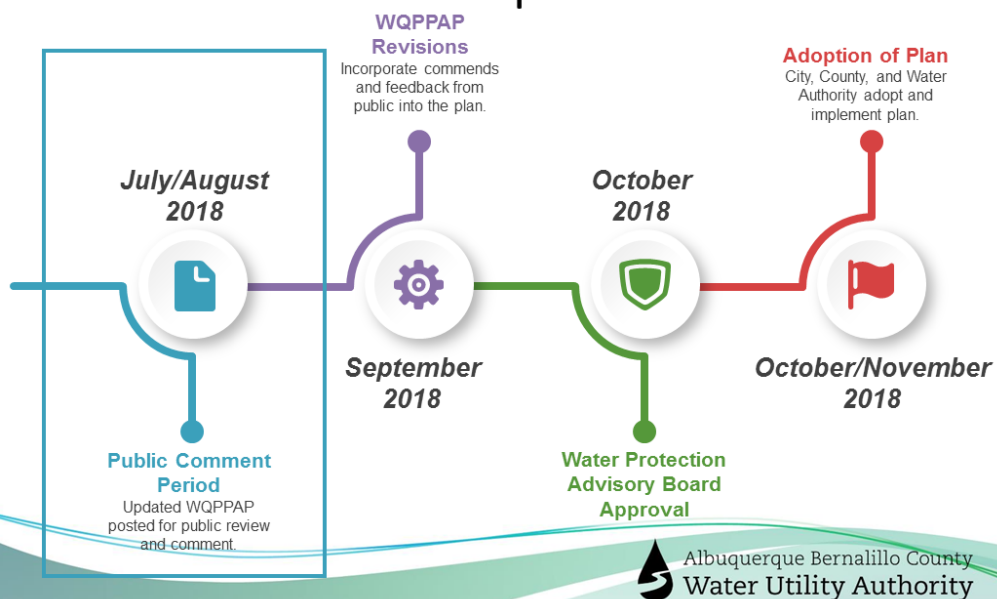 WQPPAP
Revisions
Incorporate commends
and feedback from
public into the plan.
Adoption of Plan
City, County, and Water
Authority adopt and
implement plan.
July/August
2018
October
2018
September
2018
October/November
2018
Public Comment
Period
Updated WQPPAP
posted for public review
and comment.
Water Protection
Advisory Board
Approval
Albuquerque Bernalillo County
Water Utility Authority